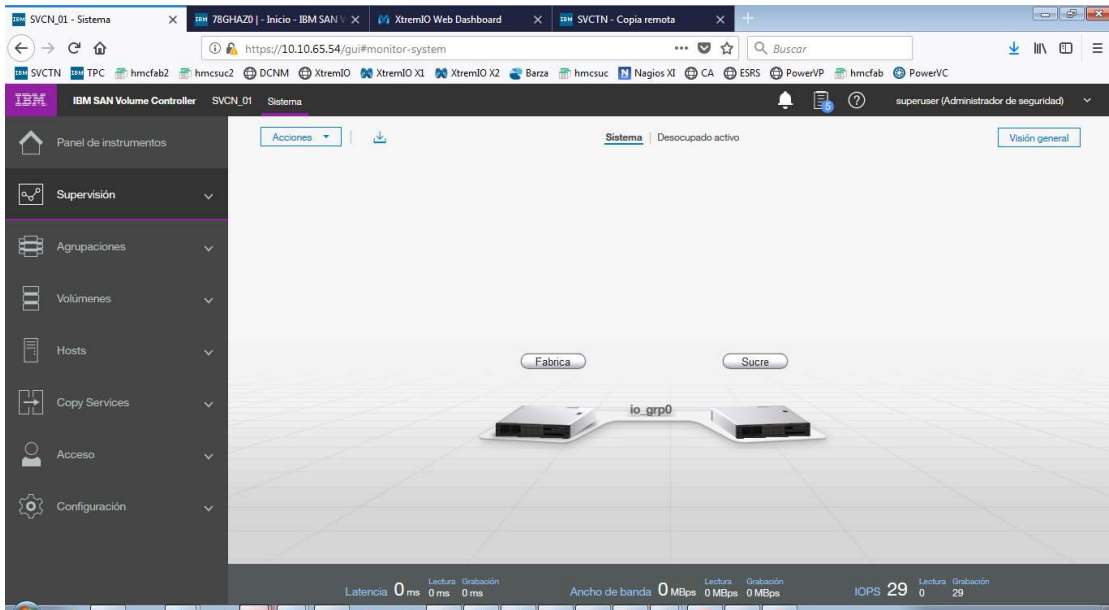 SVCN_01 - Sistema
78GHAZ0 | - Inicio - IBM SAN V
XtremIO Web Dashboard
SVCTN - Copia remota
https://10.10.65.54/gui#monitor-system
Buscar
SVCTN TPC hmcfab2 hmcsuc2 DCNM XtremIO XtremIO X1 XtremIO X2 Barza hmcsuc Nagios XI CA ESRS PowerVP hmcfab PowerVC
IBM IBM SAN Volume Controller SVCN_01 Sistema
5
superuser (Administrador de seguridad)
Panel de instrumentos
Supervisión
Agrupaciones
Volúmenes
Hosts
Copy Services
Acceso
Configuración
Acciones
Sistema | Desocupado activo
Visión general
Fabrica
Sucre
io_grp0
Latencia 0 ms
Lectura Grabación
0 ms 0 ms
Ancho de banda 0 MBps
Lectura Grabación
0 MBps 0 MBps
IOPS 29
Lectura Grabación
0 29